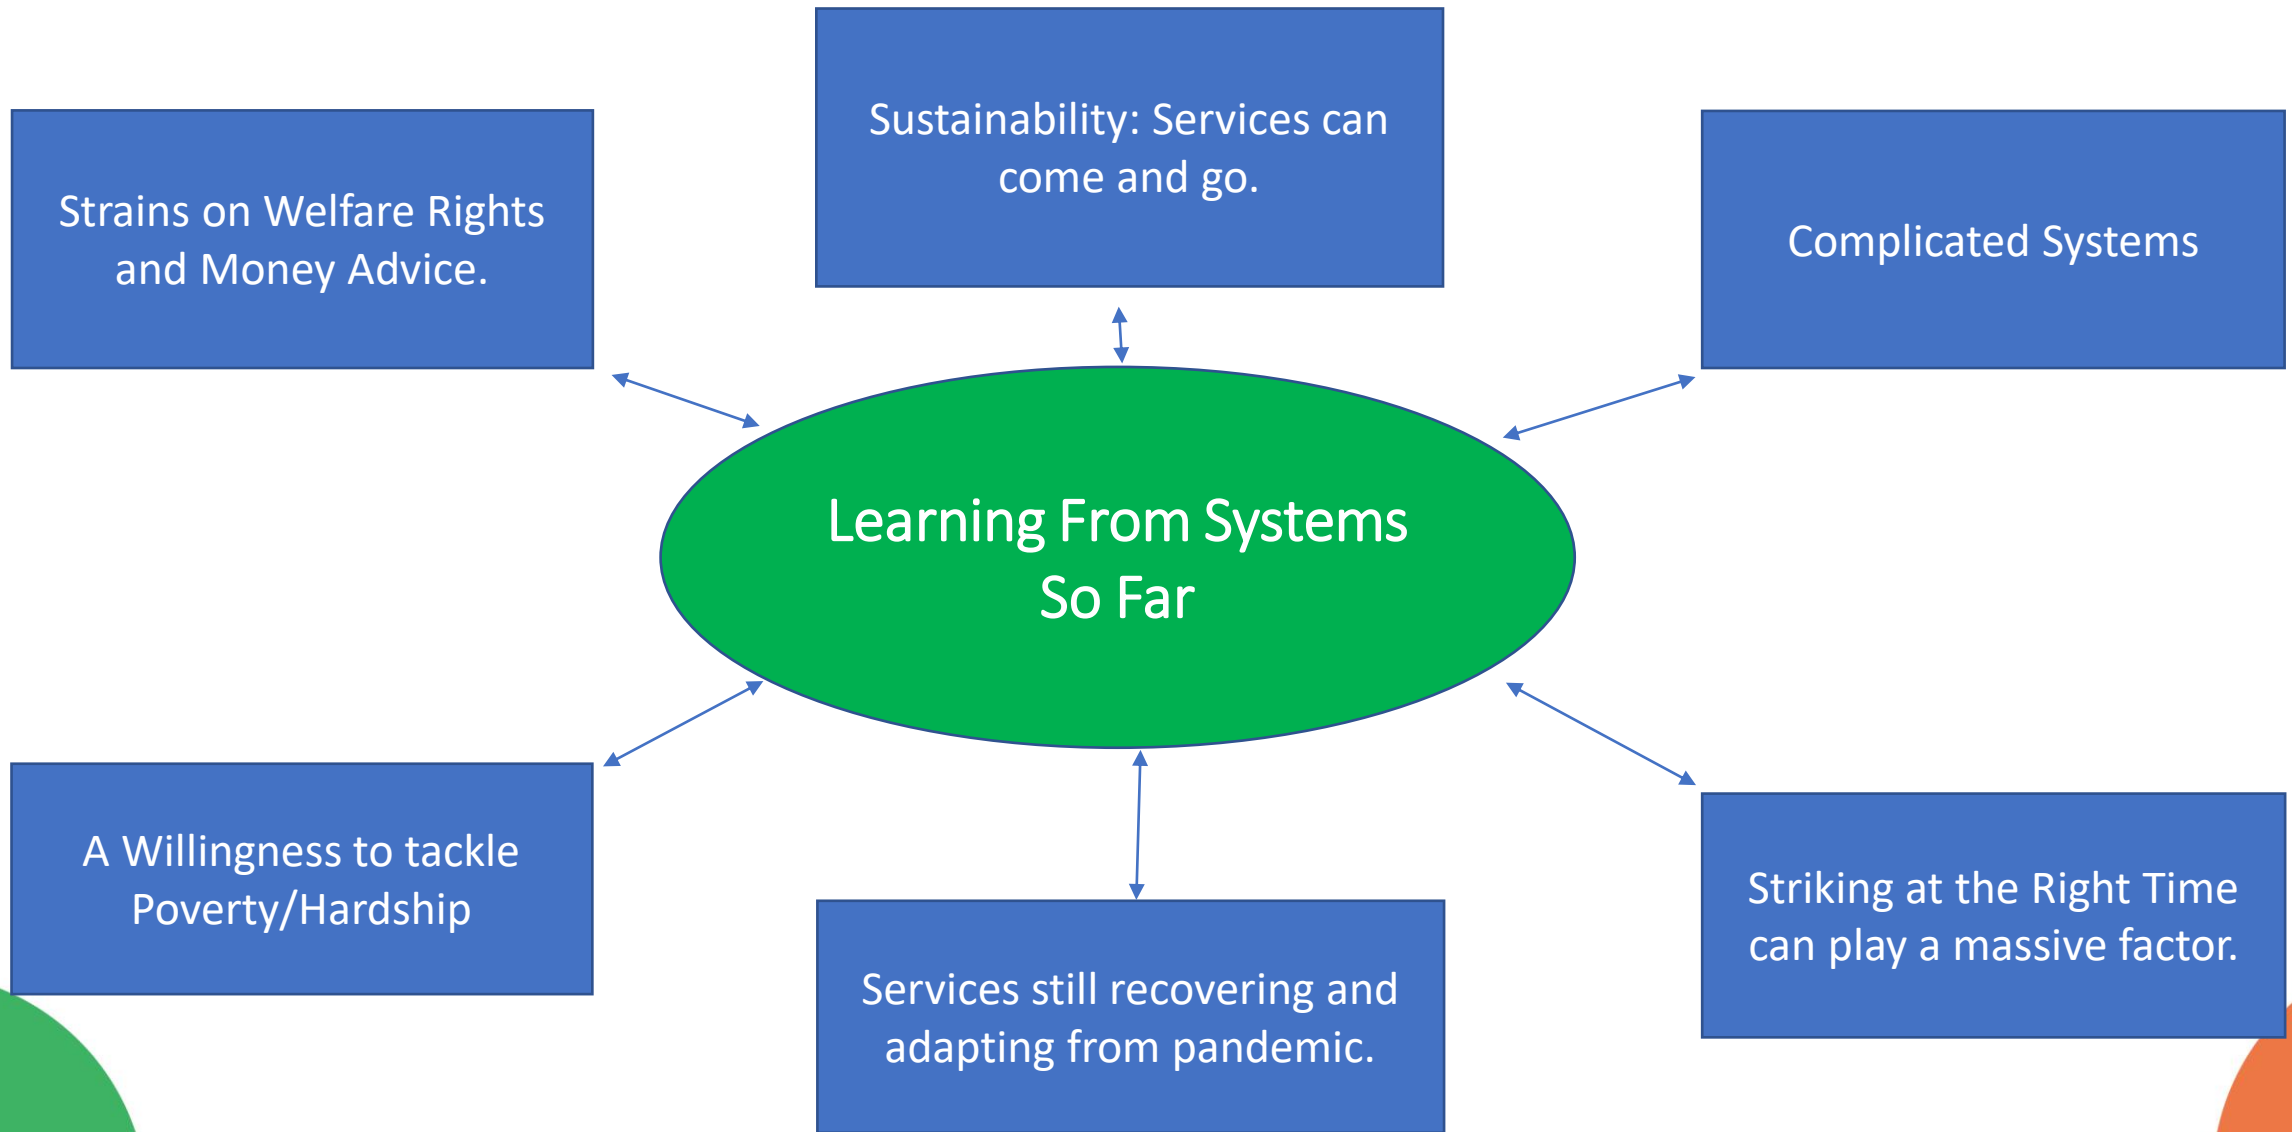 Sustainability: Services can
come and go.
Strains on Welfare Rights
and Money Advice.
Complicated Systems
Learning From Systems
So Far
A Willingness to tackle
Poverty/Hardship
Striking at the Right Time
can play a massive factor.
Services still recovering and
adapting from pandemic.